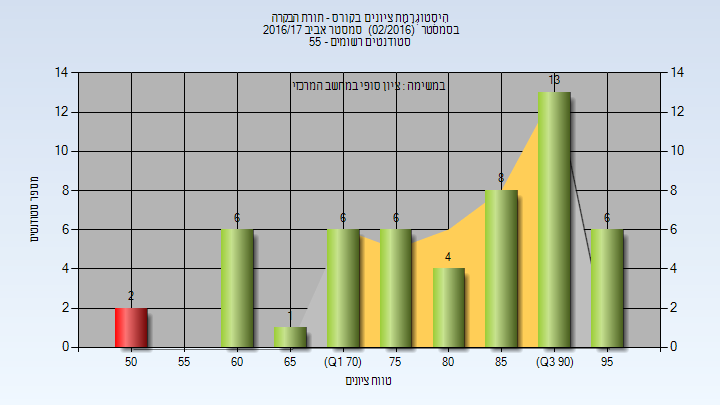 הִיסְטוֹגְרָמַת ציונים בקורס - תורת הבקרה
בסמסטר (02/2016) סמסטר אביב 2016/17
סטודנטים רשומים - 55
במשימה : ציון סופי במחשב המרכזי
14 14
12 12
10 10
8 8
6 6
4 4
2 2
0 0
2 6 1 6 6 4 8 13 6
מספר סטודנטים
50 55 60 65 (Q1 70) 75 80 85 (Q3 90) 95
טווח ציונים